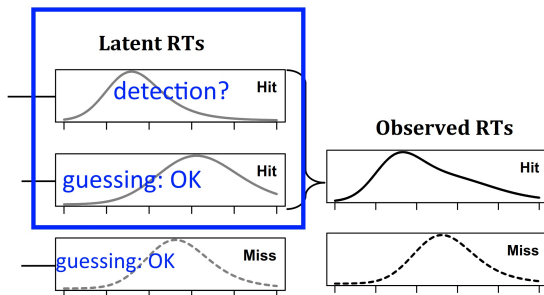 Latent RTs
Hit
detection?
Observed RTs
Hit
guessing: OK
Hit
Miss
guessing: OK
Miss